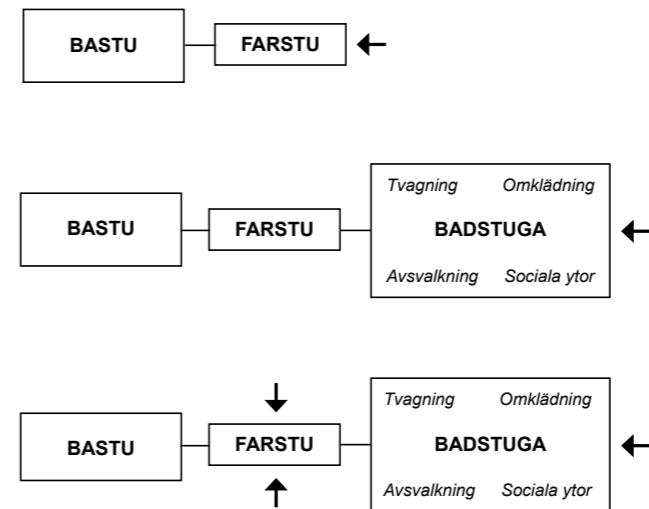 BASTU FARSTU
Tvagning Omklädning
BASTU FARSTU BADSTUGA
Avsvalkning Sociala ytor
Tvagning Omklädning
BASTU FARSTU BADSTUGA
Avsvalkning Sociala ytor